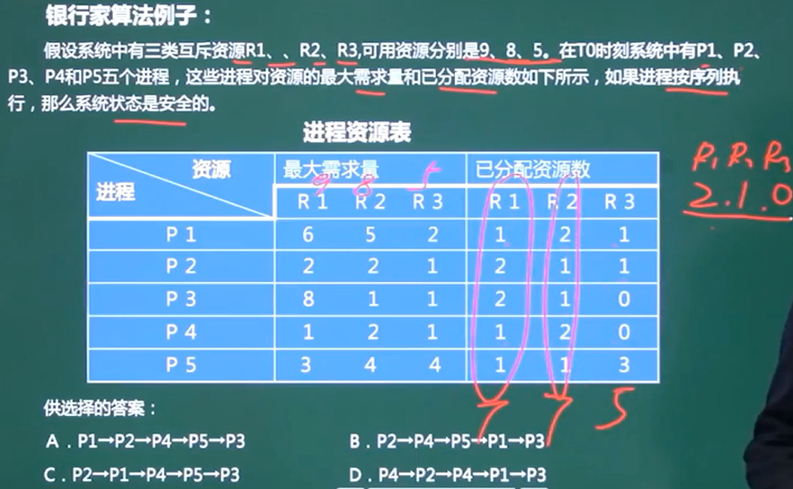 银行家算法例子：
假设系统中有三类互斥资源R1、、R2、R3,可用资源分别是9、8、5。在T0时刻系统中有P1、P2、
P3、P4和P5五个进程，这些进程对资源的最大需求量和已分配资源数如下所示，如果进程按序列执
行，那么系统状态是安全的。
进程资源表
资源 最大需求量 已分配资源数
9 8 5
进程 R1 R2 R3 R1 R2 R3
R1 R2 R3
2.1.0
P1 6 5 2 1 2 1
P2 2 2 1 2 1 1
P3 8 1 1 2 1 0
P4 1 2 1 1 2 0
P5 3 4 4 1 1 3
7 7 5
供选择的答案：
A．P1→P2→P4→P5→P3 B．P2→P4→P5→P1→P3
C．P2→P1→P4→P5→P3 D．P4→P2→P4→P1→P3